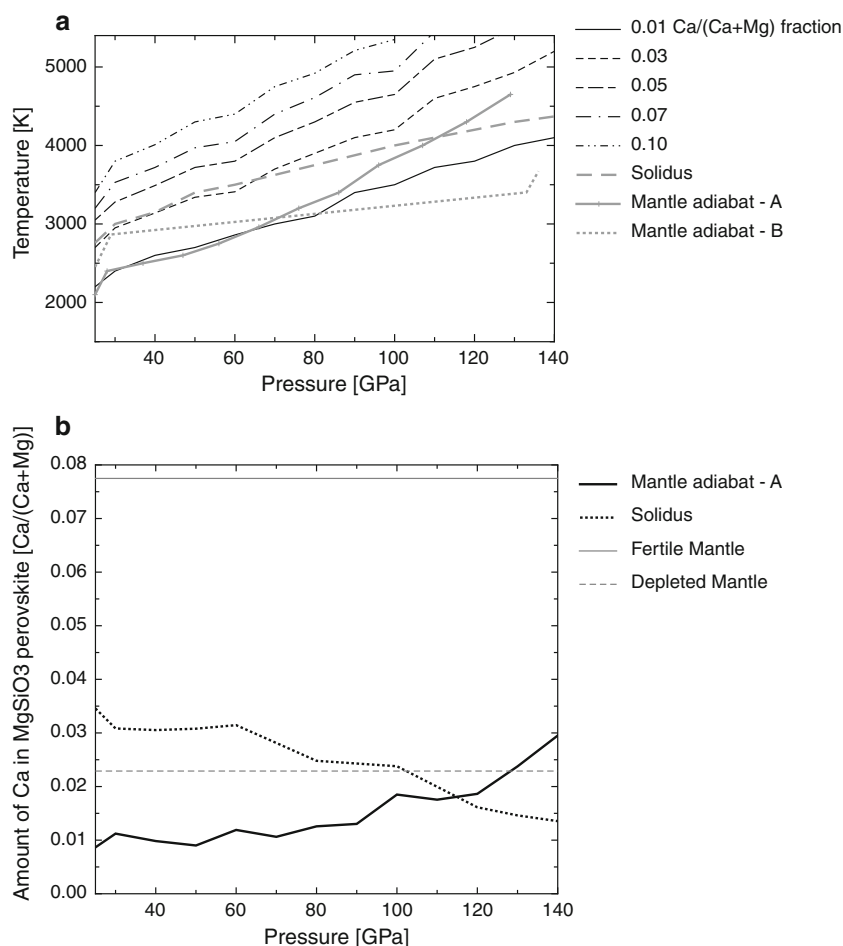 a
0.01 Ca/(Ca+Mg) fraction
0.03
0.05
0.07
0.10
Solidus
Mantle adiabat - A
Mantle adiabat - B
Temperature [K]
5000
4000
3000
2000
40 60 80 100 120 140
Pressure [GPa]
b
Amount of Ca in MgSiO3 perovskite [Ca/(Ca+Mg)]
0.08
0.07
0.06
0.05
0.04
0.03
0.02
0.01
0.00
40 60 80 100 120 140
Pressure [GPa]
Mantle adiabat - A
Solidus
Fertile Mantle
Depleted Mantle